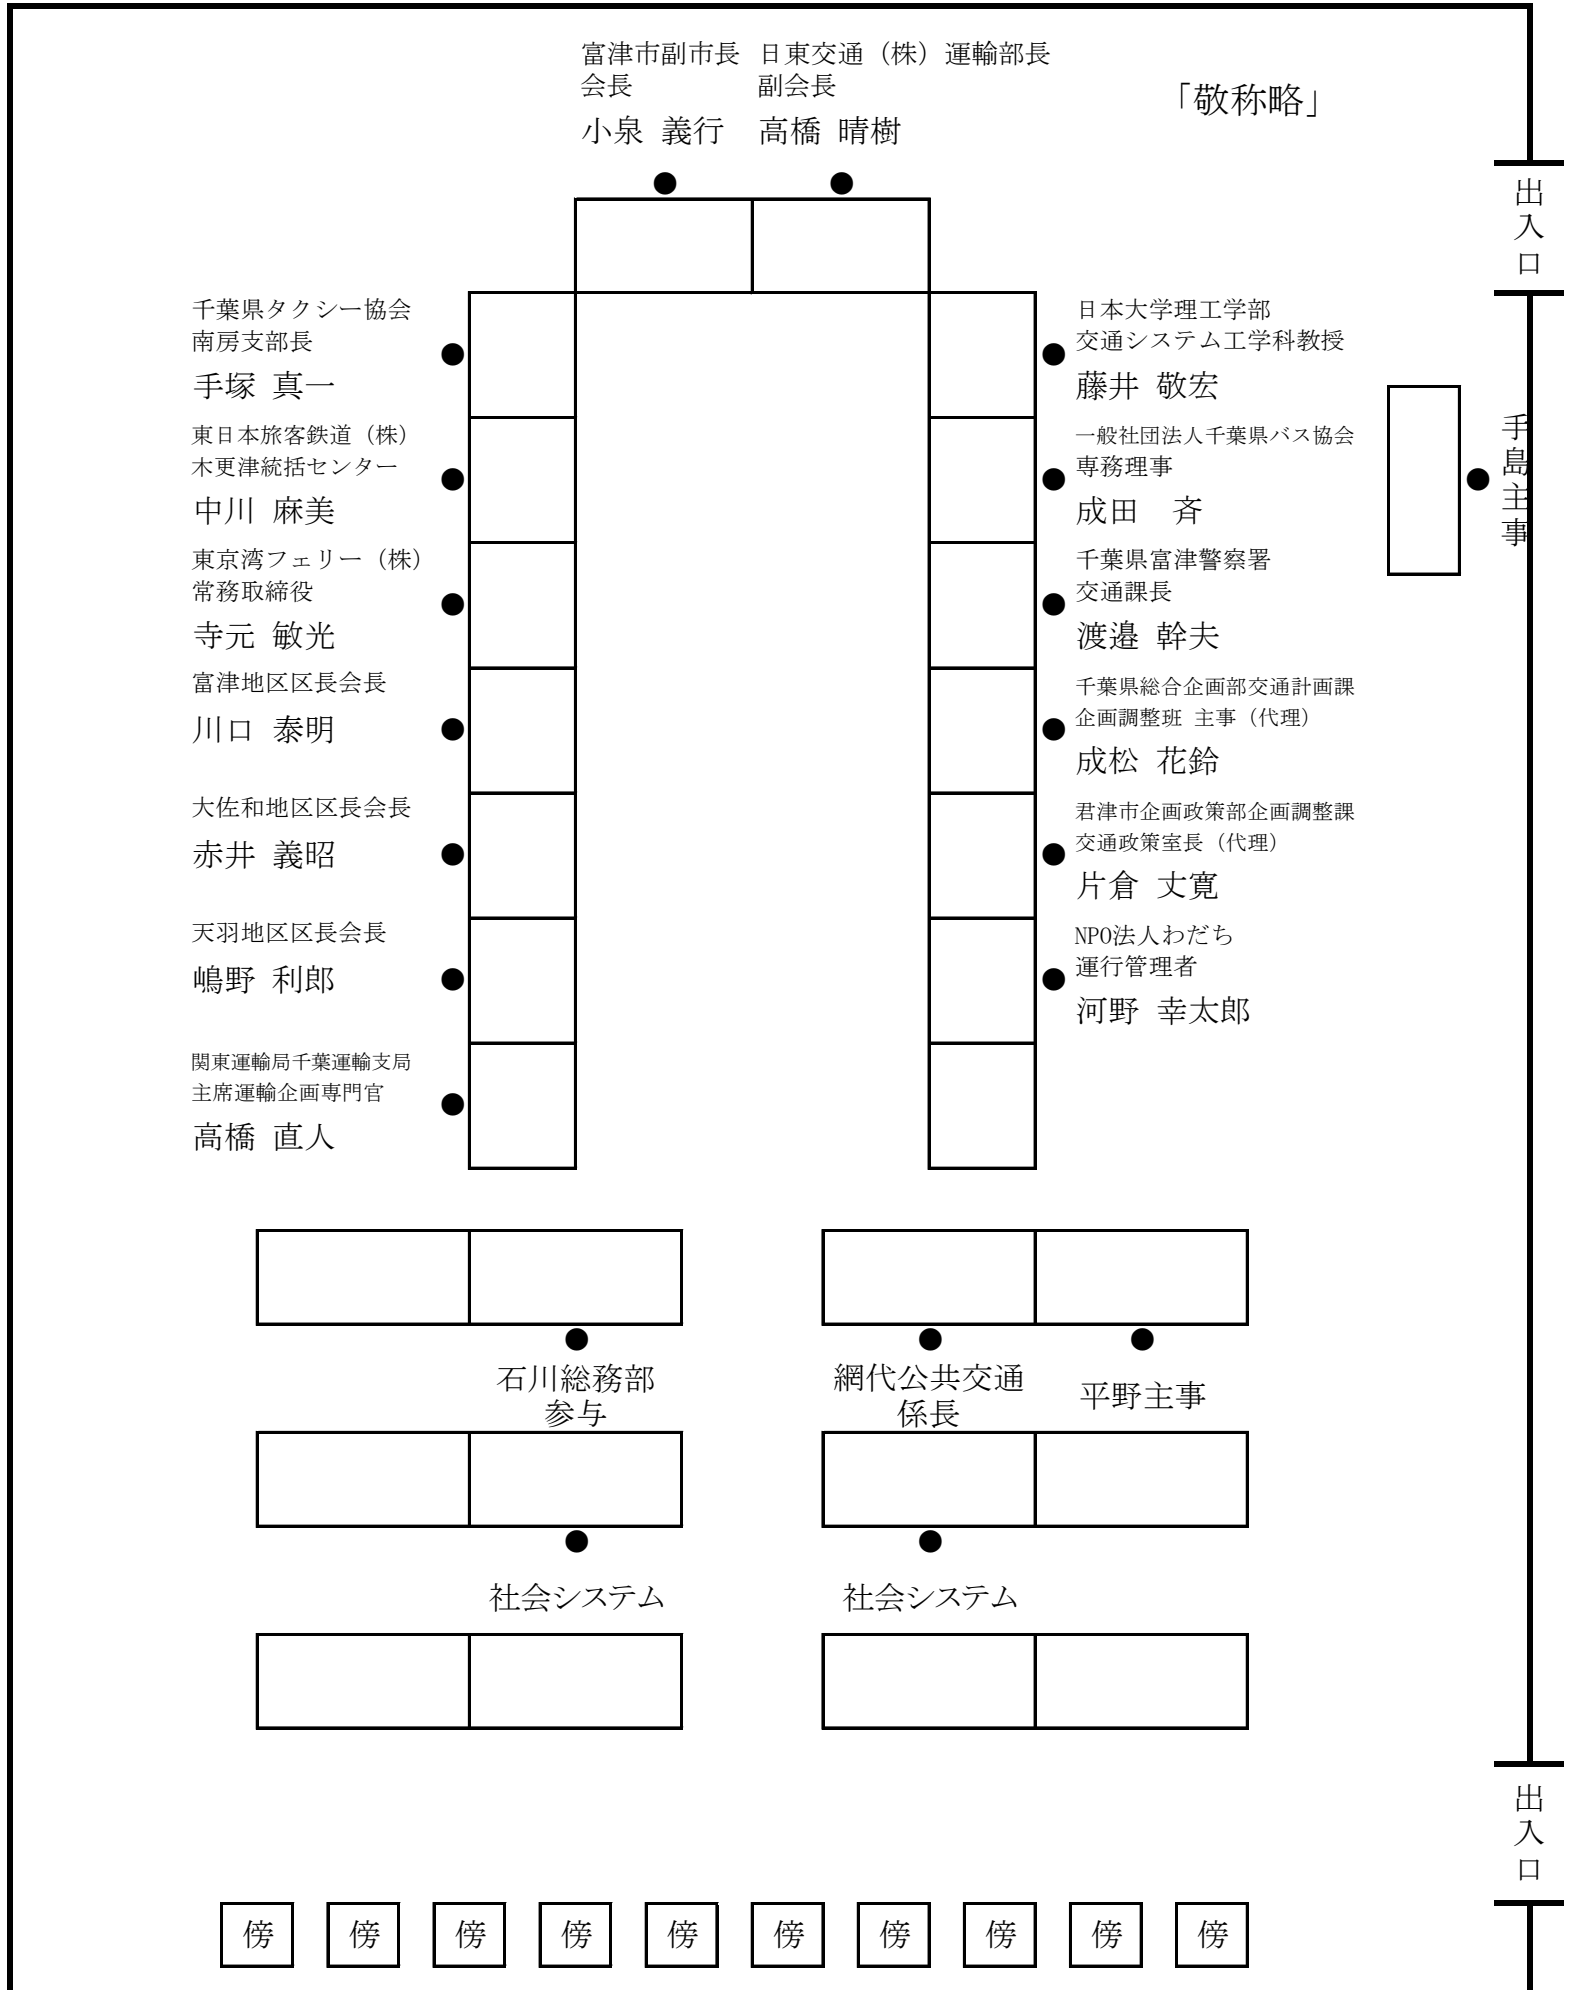 富津市副市長
会長
小泉 義行
日東交通（株）運輸部長
副会長
高橋 晴樹
「敬称略」
出入口
千葉県タクシー協会
南房支部長
手塚 真一
東日本旅客鉄道（株）
木更津統括センター
中川 麻美
東京湾フェリー（株）
常務取締役
寺元 敏光
富津地区区長会長
川口 泰明
大佐和地区区長会長
赤井 義昭
天羽地区区長会長
嶋野 利郎
関東運輸局千葉運輸支局
主席運輸企画専門官
高橋 直人
日本大学理工学部
交通システム工学科教授
藤井 敬宏
一般社団法人千葉県バス協会
専務理事
成田　斉
千葉県富津警察署
交通課長
渡邉 幹夫
千葉県総合企画部交通計画課
企画調整班 主事（代理）
成松 花鈴
君津市企画政策部企画調整課
交通政策室長（代理）
片倉 丈寛
NPO法人わだち
運行管理者
河野 幸太郎
手島主事
石川総務部
参与
網代公共交通
係長
平野主事
社会システム
社会システム
出入口
傍 傍 傍 傍 傍 傍 傍 傍 傍 傍